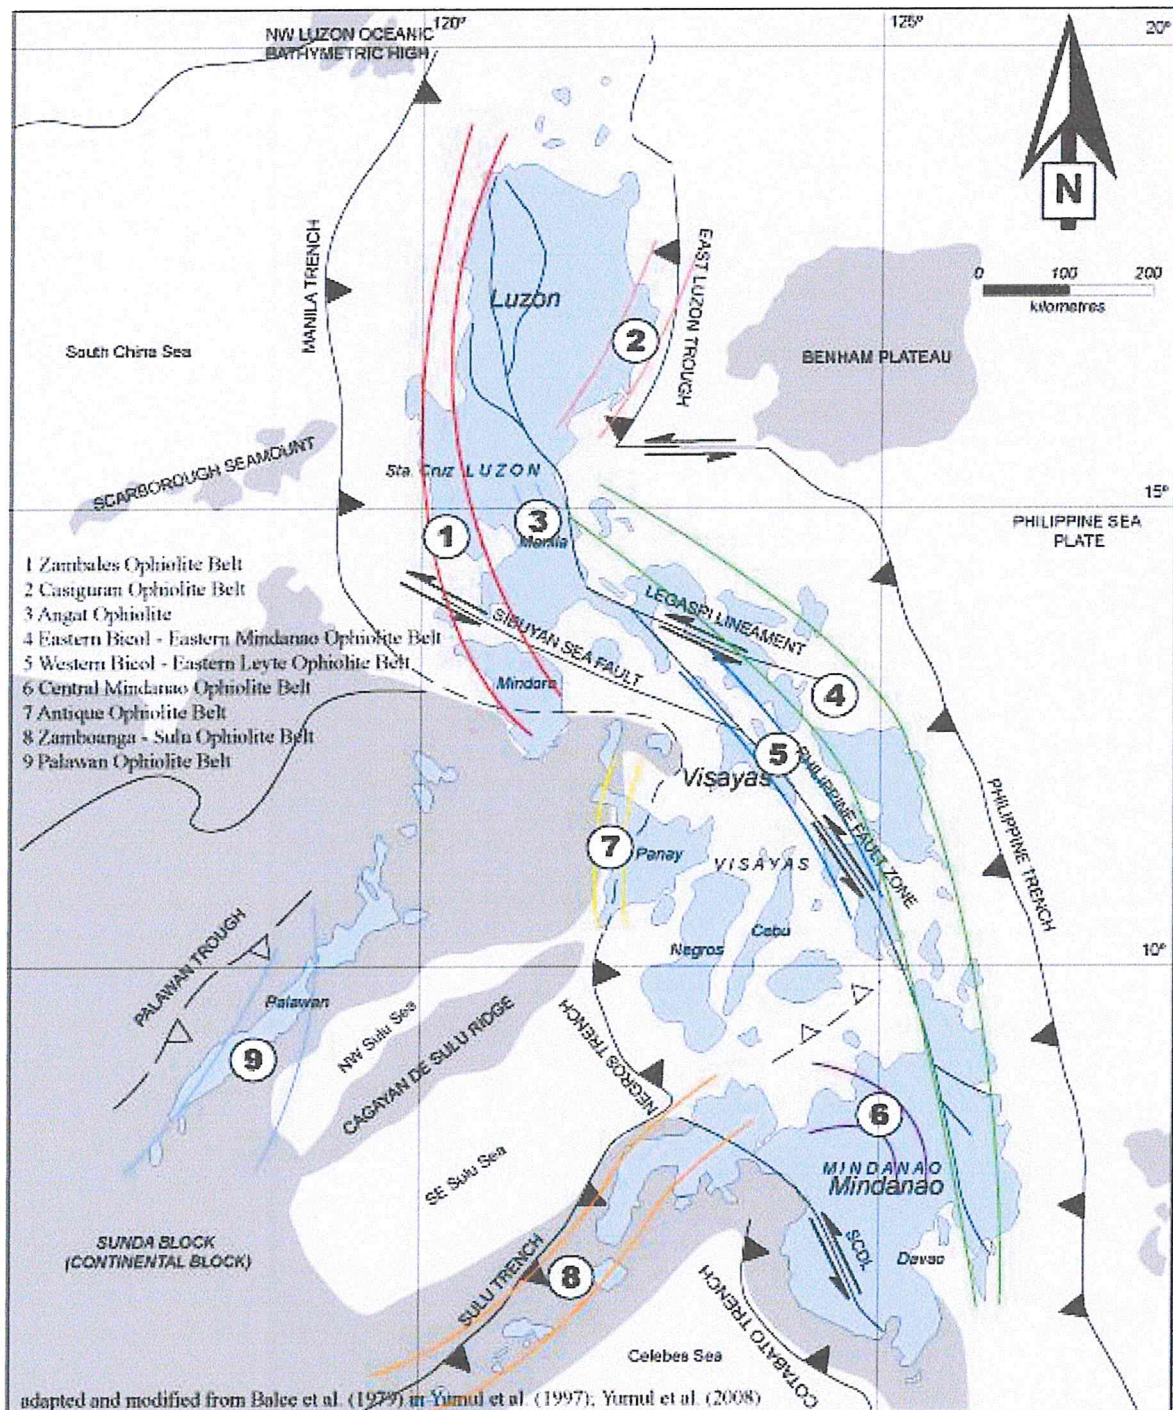 120°
125°
20°
NW LUZON OCEANIC
BATHYMETRIC HIGH
N
0 100 200
kilometres
MANILA TRENCH
EAST LUZON TROUGH
Luzon
South China Sea
2
BENHAM PLATEAU
SCARBOROUGH SEAMOUNT
Sta. Cruz LUZON
15°
1
3
Manila
PHILIPPINE SEA
PLATE
1 Zambales Ophiolite Belt
2 Casiguran Ophiolite Belt
3 Angat Ophiolite
4 Eastern Bicol - Eastern Mindanao Ophiolite Belt
5 Western Bicol - Eastern Leyte Ophiolite Belt
6 Central Mindanao Ophiolite Belt
7 Antique Ophiolite Belt
8 Zamboanga - Sulu Ophiolite Belt
9 Palawan Ophiolite Belt
LEGASPI LINEAMENT
SIBUYAN SEA FAULT
Mindoro
4
5
Visayas
PHILIPPINE FAULT ZONE
PHILIPPINE TRENCH
7
Panay
VISAYAS
Negros
Cebu
10°
PALAWAN TROUGH
Palawan
9
NW Sulu Sea
CAGAYAN DE SULU RIDGE
NEGROS TRENCH
6
SE Sulu Sea
MINDANAO
Mindanao
SUNDA BLOCK
(CONTINENTAL BLOCK)
SULU TRENCH
8
SCDL
Davao
COTABATO TRENCH
Celebes Sea
adapted and modified from Balce et al. (1979) in Yumul et al. (1997); Yumul et al. (2008)